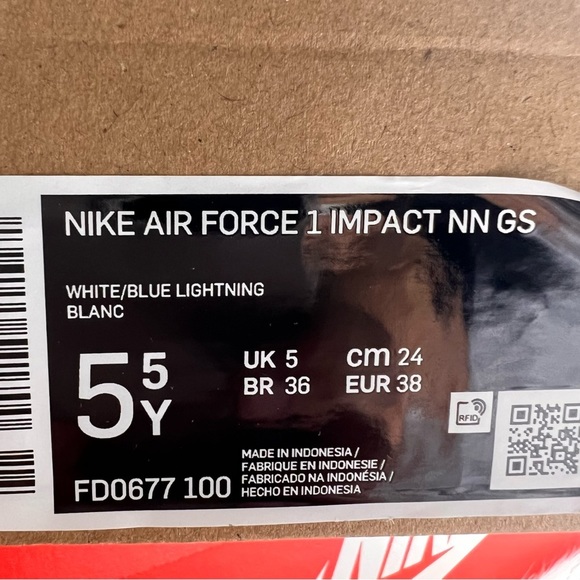 NIKE AIR FORCE 1 IMPACT NN GS
WHITE/BLUE LIGHTNING
BLANC
5 5 Y
UK 5 cm 24
BR 36 EUR 38
RFID
FD0677 100
MADE IN INDONESIA/
FABRIQUE EN INDONESIE/
FABRICADO NA INDONÉSIA/
HECHO EN INDONESIA
NIKE